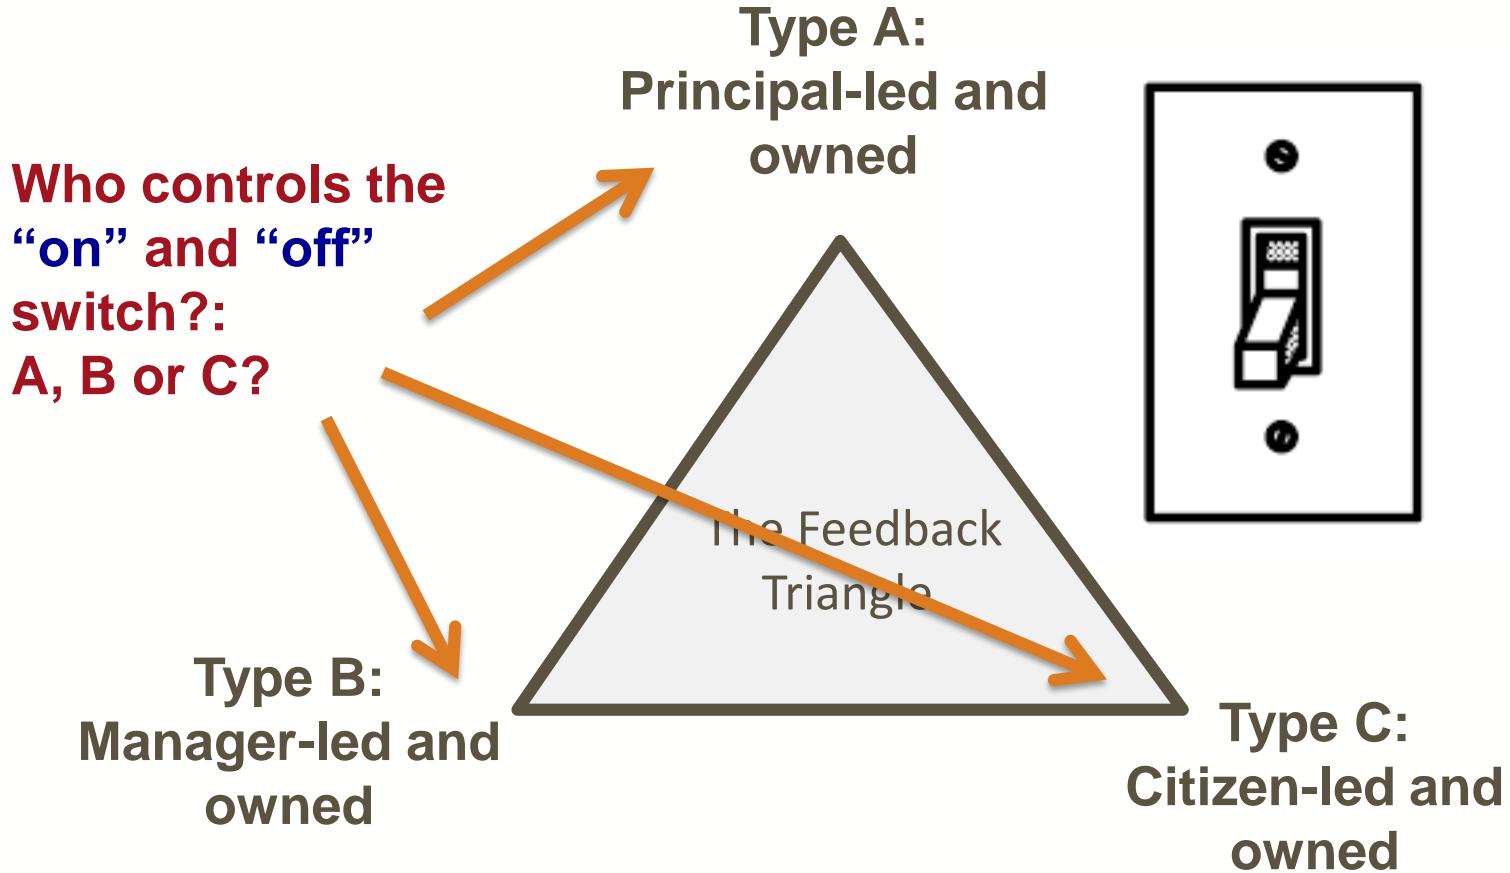 Type A:
Principal-led and
owned
Who controls the
“on” and “off”
switch?:
A, B or C?
The Feedback
Triangle
Type B:
Manager-led and
owned
Type C:
Citizen-led and
owned